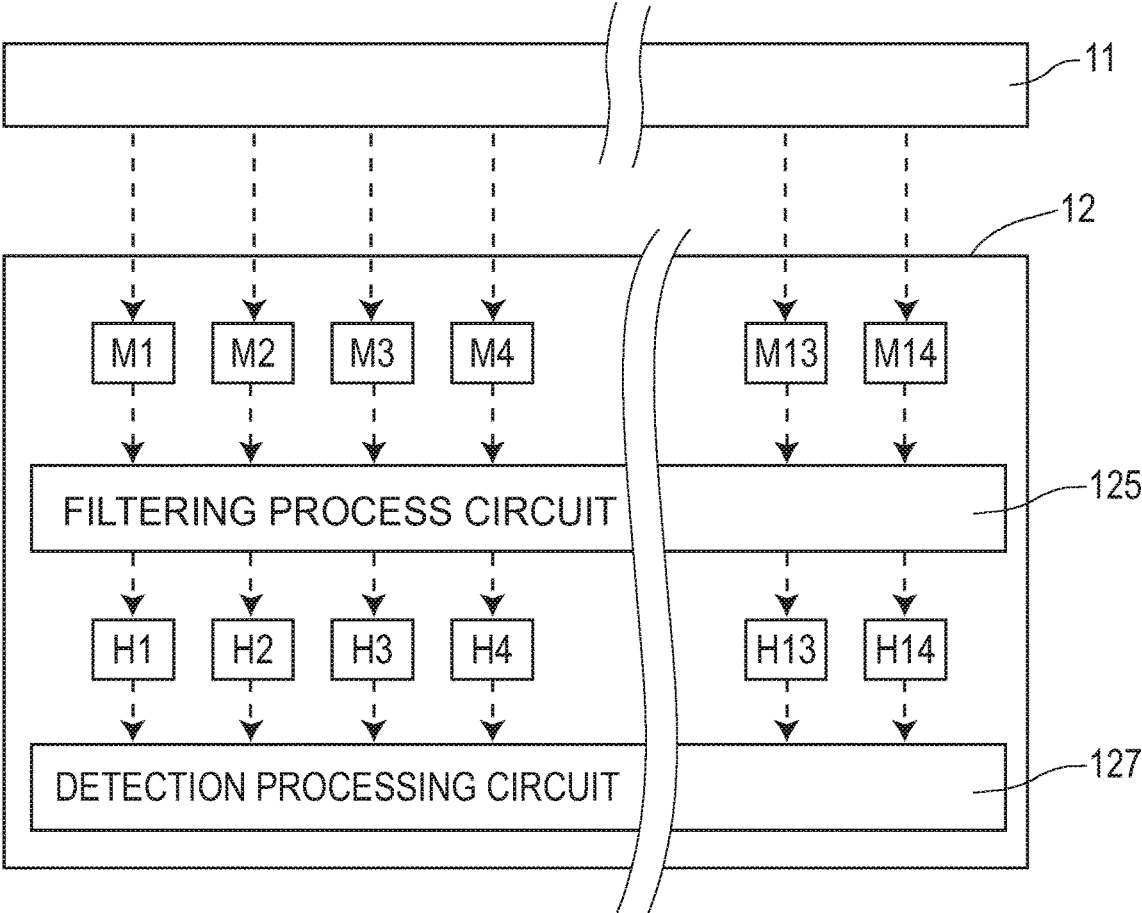 11
12
M1 M2 M3 M4 M13 M14
FILTERING PROCESS CIRCUIT
125
H1 H2 H3 H4 H13 H14
DETECTION PROCESSING CIRCUIT
127